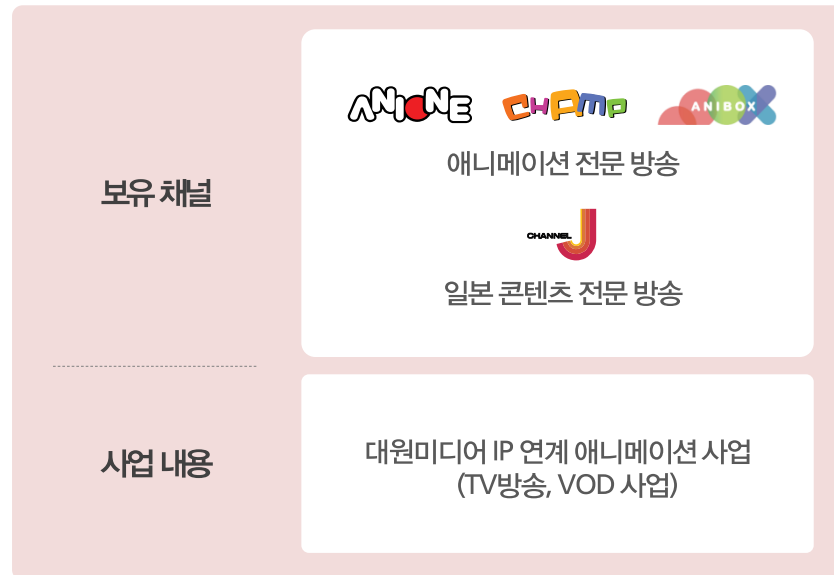 보유 채널
ANIONE CHAMP ANIBOX
애니메이션 전문 방송
CHANNEL J
일본 콘텐츠 전문 방송
사업 내용
대원미디어 IP 연계 애니메이션 사업
(TV방송, VOD 사업)